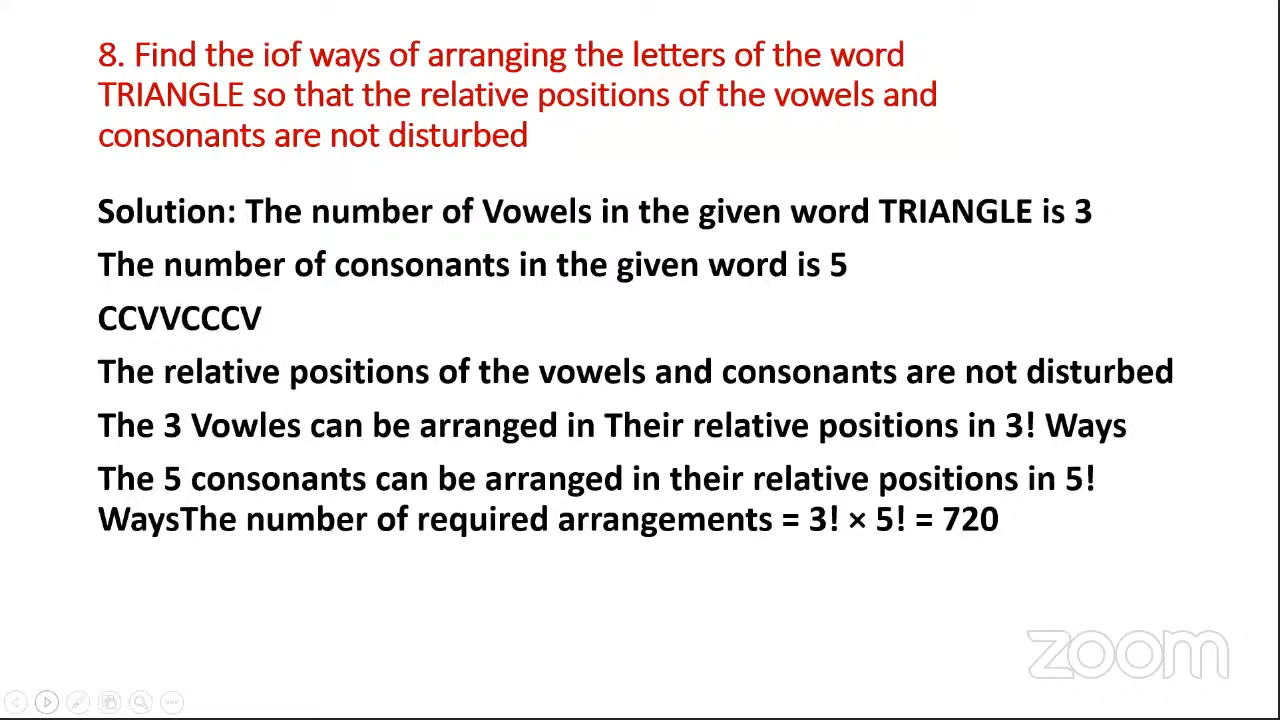 8. Find the iof ways of arranging the letters of the word
TRIANGLE so that the relative positions of the vowels and
consonants are not disturbed
Solution: The number of Vowels in the given word TRIANGLE is 3
The number of consonants in the given word is 5
CCVVCCCV
The relative positions of the vowels and consonants are not disturbed
The 3 Vowles can be arranged in Their relative positions in 3! Ways
The 5 consonants can be arranged in their relative positions in 5!
WaysThe number of required arrangements = 3! × 5! = 720
zoom